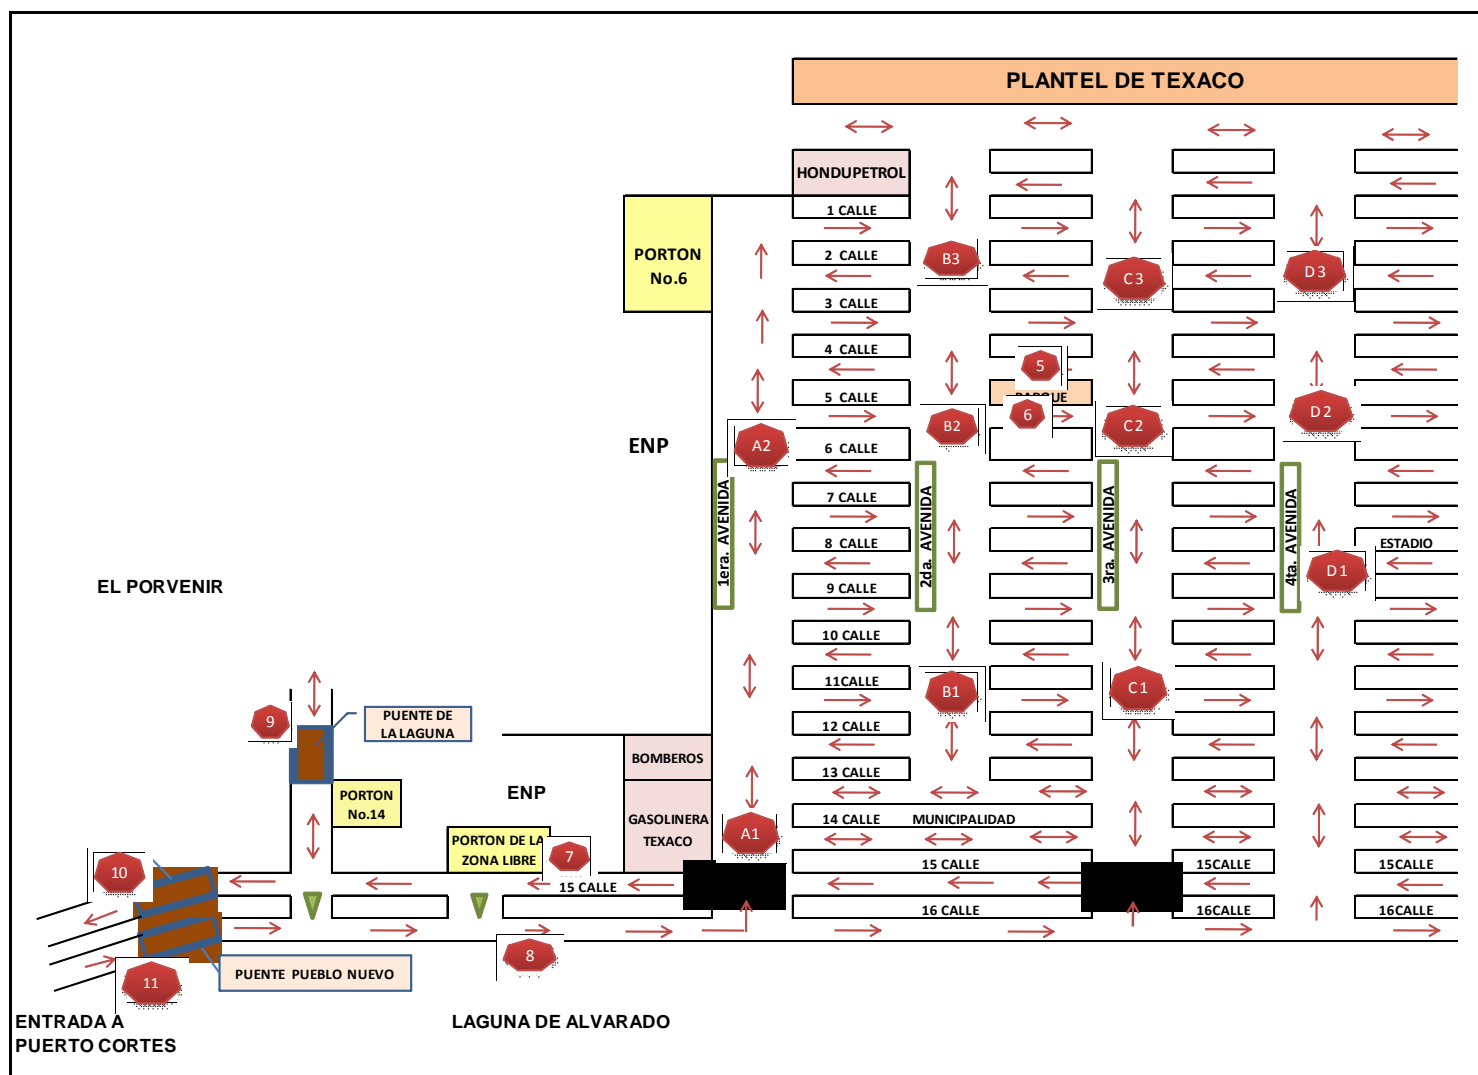 PLANTEL DE TEXACO
HONDUPETROL
1 CALLE
PORTON
No.6
2 CALLE
B3
C3
D3
3 CALLE
4 CALLE
5
5 CALLE
PARQUE
6
A2
B2
C2
D2
ENP
6 CALLE
1era. AVENIDA
2da. AVENIDA
3ra. AVENIDA
4ta. AVENIDA
7 CALLE
8 CALLE
ESTADIO
D1
EL PORVENIR
9 CALLE
10 CALLE
11CALLE
B1
C1
9
PUENTE DE
LA LAGUNA
12 CALLE
BOMBEROS
13 CALLE
PORTON
No.14
ENP
GASOLINERA
TEXACO
14 CALLE
MUNICIPALIDAD
A1
PORTON DE LA
ZONA LIBRE
7
10
15 CALLE
15 CALLE
15CALLE
15CALLE
16 CALLE
16CALLE
16CALLE
8
PUENTE PUEBLO NUEVO
11
ENTRADA A
PUERTO CORTES
LAGUNA DE ALVARADO